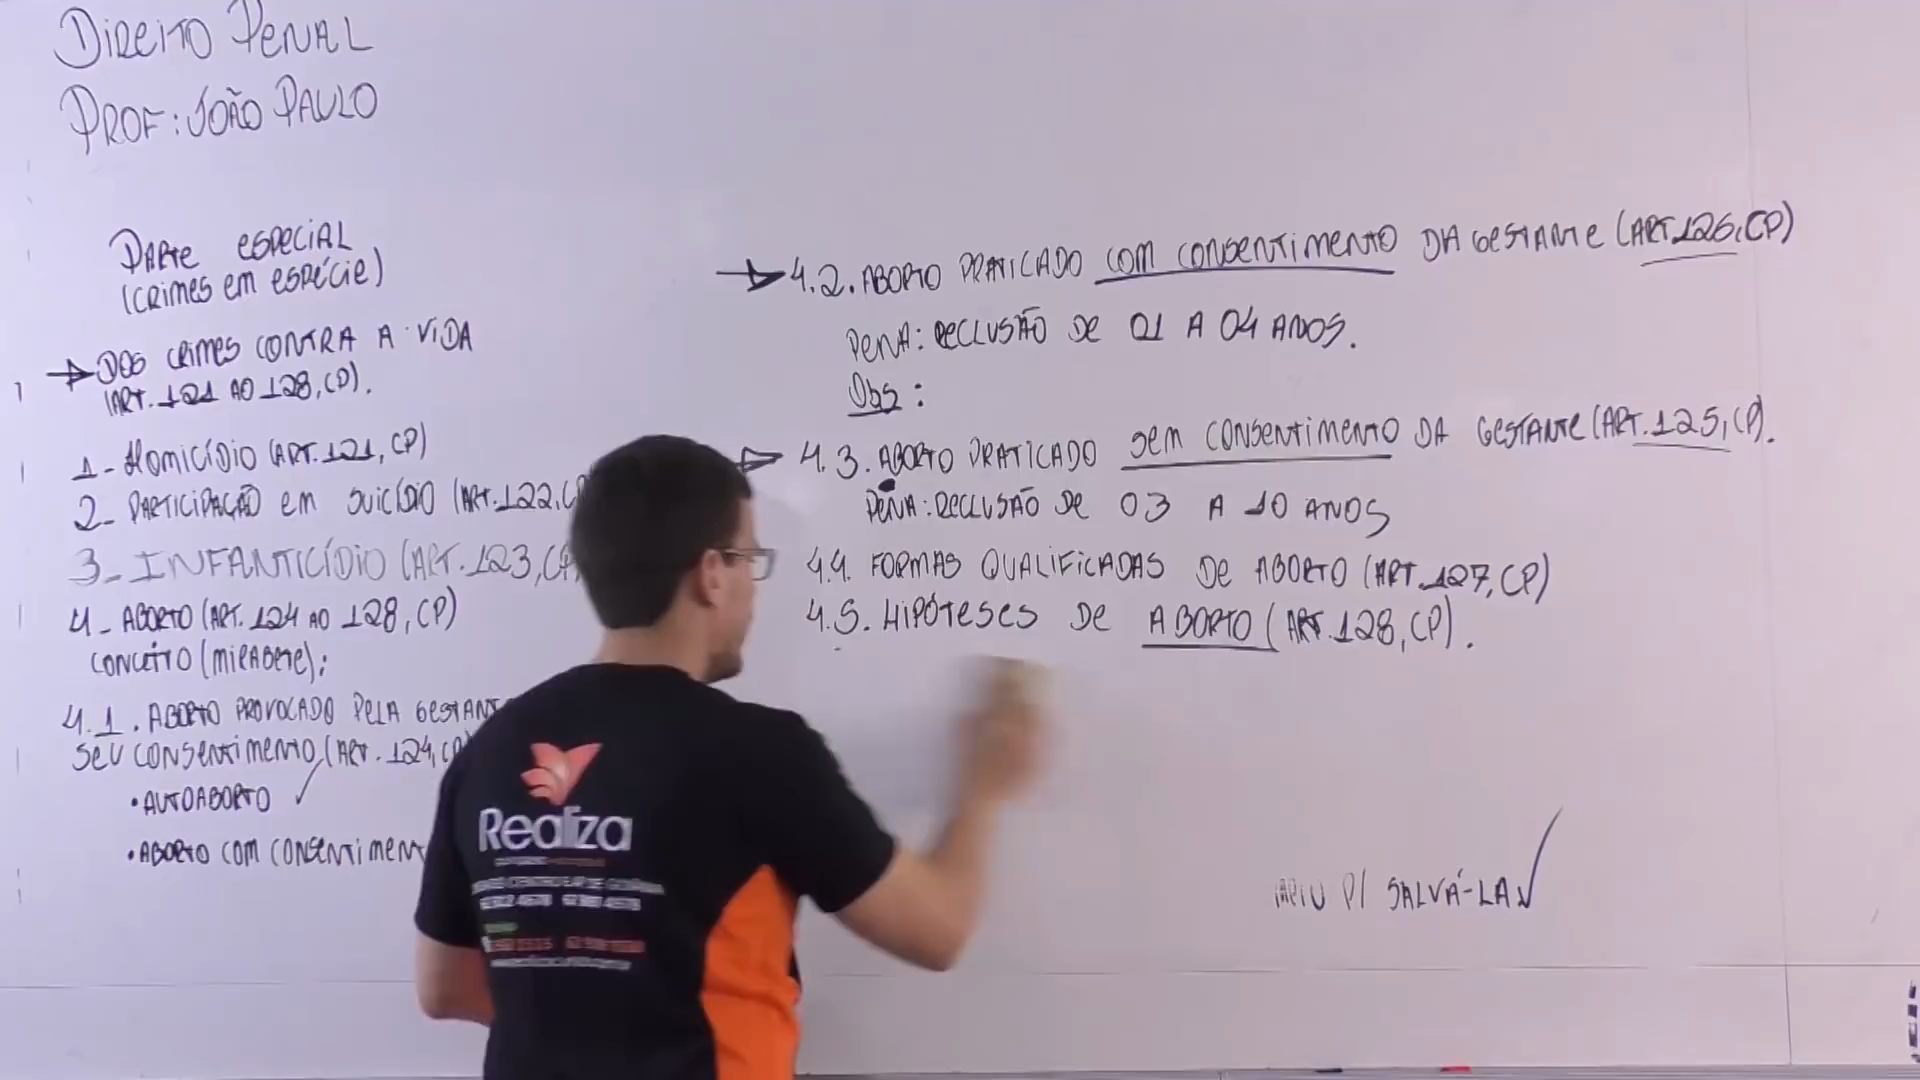 DIREITO PENAL
PROF: JOÃO PAULO
PARTE ESPECIAL
(CRIMES EM ESPÉCIE)
DOS CRIMES CONTRA A VIDA
(ART. 121 AO 128, CP).
1- HOMICÍDIO (ART. 121, CP)
2- PARTICIPAÇÃO EM SUICÍDIO (ART. 122, C
3- INFANTICÍDIO (ART. 123, CP)
4- ABORTO (ART. 124 AO 128, CP)
CONCEITO (MIRABETE);
4.1. ABORTO PROVOCADO PELA GESTANT
SEU CONSENTIMENTO (ART. 124, CP
• AUTOABORTO
• ABORTO COM CONSENTIMENT
4.2. ABORTO PRATICADO COM CONSENTIMENTO DA GESTANTE (ART. 126, CP)
PENA: RECLUSÃO DE 01 A 04 ANOS.
Obs:
4.3. ABORTO PRATICADO SEM CONSENTIMENTO DA GESTANTE (ART. 125, CP).
PENA: RECLUSÃO DE 03 A 10 ANOS
4.4. FORMAS QUALIFICADAS DE ABORTO (ART. 127, CP)
4.5. HIPÓTESES DE ABORTO (ART. 128, CP).
P/ SALVÁ-LA
Realiza